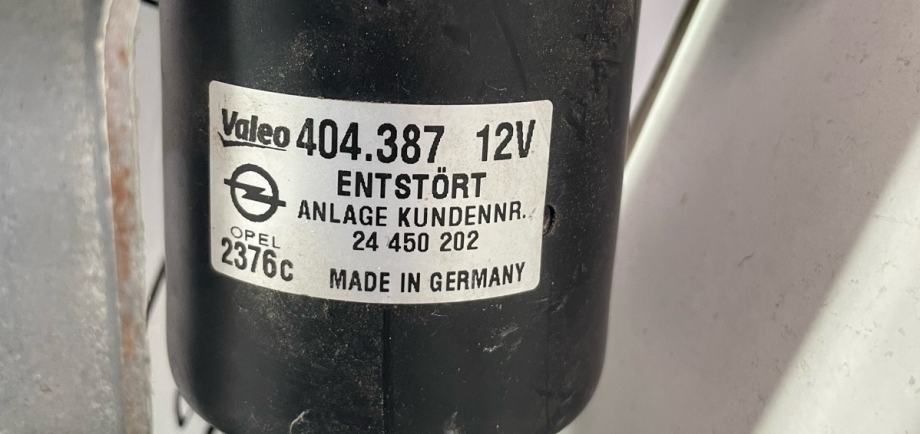 Valeo 404.387 12V
ENTSTÖRT
ANLAGE KUNDENNR.
OPEL 24 450 202
2376c MADE IN GERMANY